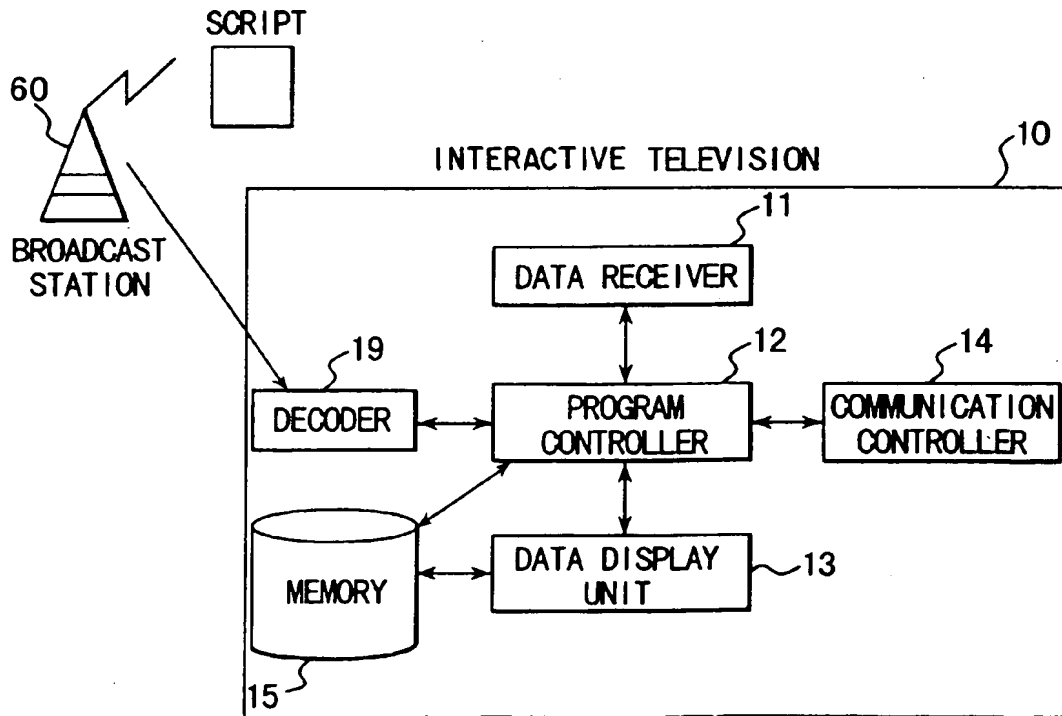 SCRIPT
60
10
INTERACTIVE TELEVISION
BROADCAST
STATION
11
DATA RECEIVER
19
12
14
DECODER
PROGRAM
CONTROLLER
COMMUNICATION
CONTROLLER
MEMORY
DATA DISPLAY
UNIT
13
15